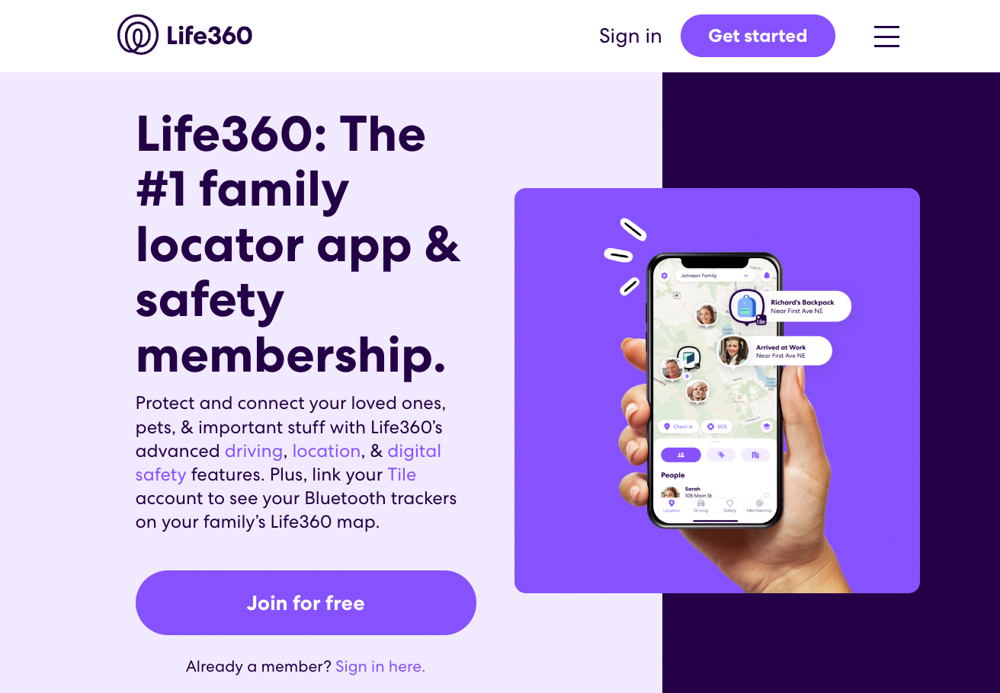 Life360
Sign in
Get started
Life360: The
#1 family
locator app &
safety
membership.
Protect and connect your loved ones,
pets, & important stuff with Life360’s
advanced driving, location, & digital
safety features. Plus, link your Tile
account to see your Bluetooth trackers
on your family’s Life360 map.
Join for free
Already a member? Sign in here.
Johnson Family
Richard's Backpack
Near First Ave NE
tile
Arrived at Work
Near First Ave NE
Check in
SOS
People
Sarah
105 Main St
Location
Driving
Safety
Membership